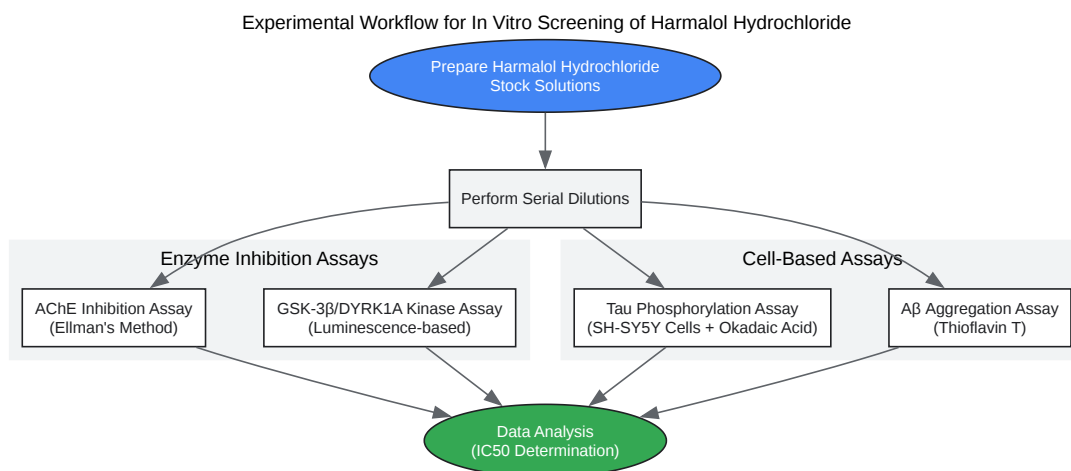 Experimental Workflow for In Vitro Screening of Harmalol Hydrochloride
Prepare Harmalol Hydrochloride
Stock Solutions
Perform Serial Dilutions
Enzyme Inhibition Assays
Cell-Based Assays
AChE Inhibition Assay
(Ellman's Method)
GSK-3β/DYRK1A Kinase Assay
(Luminescence-based)
Tau Phosphorylation Assay
(SH-SY5Y Cells + Okadaic Acid)
Aβ Aggregation Assay
(Thioflavin T)
Data Analysis
(IC50 Determination)